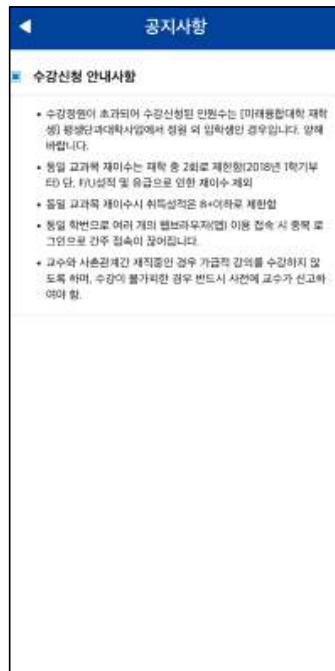 공지사항
수강신청 안내사항
• 수강정원이 초과되어 수강신청된 인원수는 [미래융합대학 재학
생] 평생단과대학사업에서 정원 외 입학생인 경우입니다. 양해
바랍니다.
• 동일 교과목 재이수는 재학 중 2회로 제한함(2018년 1학기부
터) 단, F/U성적 및 유급으로 인한 재이수 제외
• 동일 교과목 재이수시 취득성적은 B+이하로 제한함
• 동일 학번으로 여러 개의 웹브라우저(앱) 이용 접속 시 중복 로
그인으로 간주 접속이 끊어집니다.
• 교수와 사촌관계간 재직중인 경우 가급적 강의를 수강하지 않
도록 하며, 수강이 불가피한 경우 반드시 사전에 교수가 신고하
여야 함.